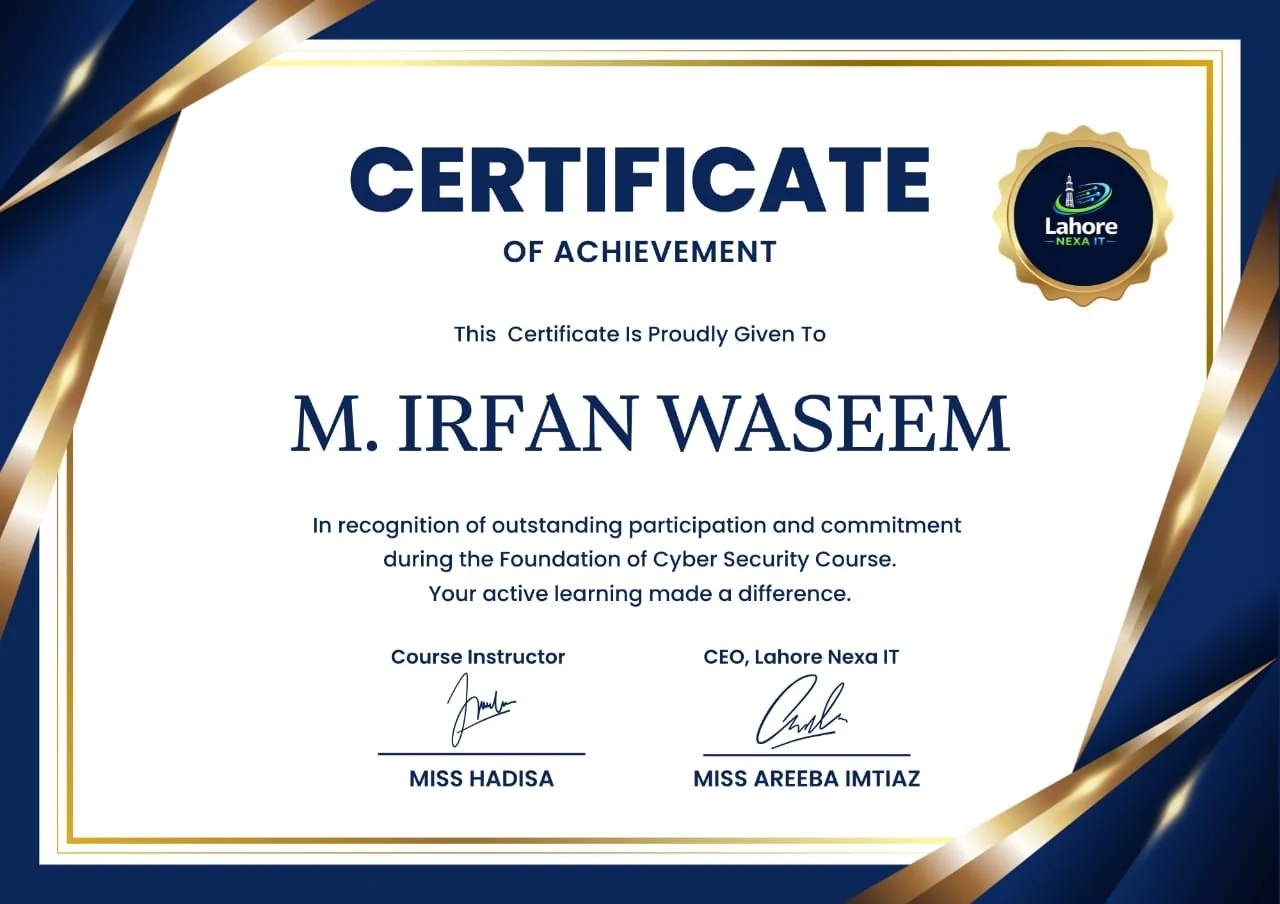 CERTIFICATE
OF ACHIEVEMENT
Lahore
NEXA IT
This Certificate Is Proudly Given To
M. IRFAN WASEEM
In recognition of outstanding participation and commitment
during the Foundation of Cyber Security Course.
Your active learning made a difference.
Course Instructor
CEO, Lahore Nexa IT
MISS HADISA
MISS AREEBA IMTIAZ